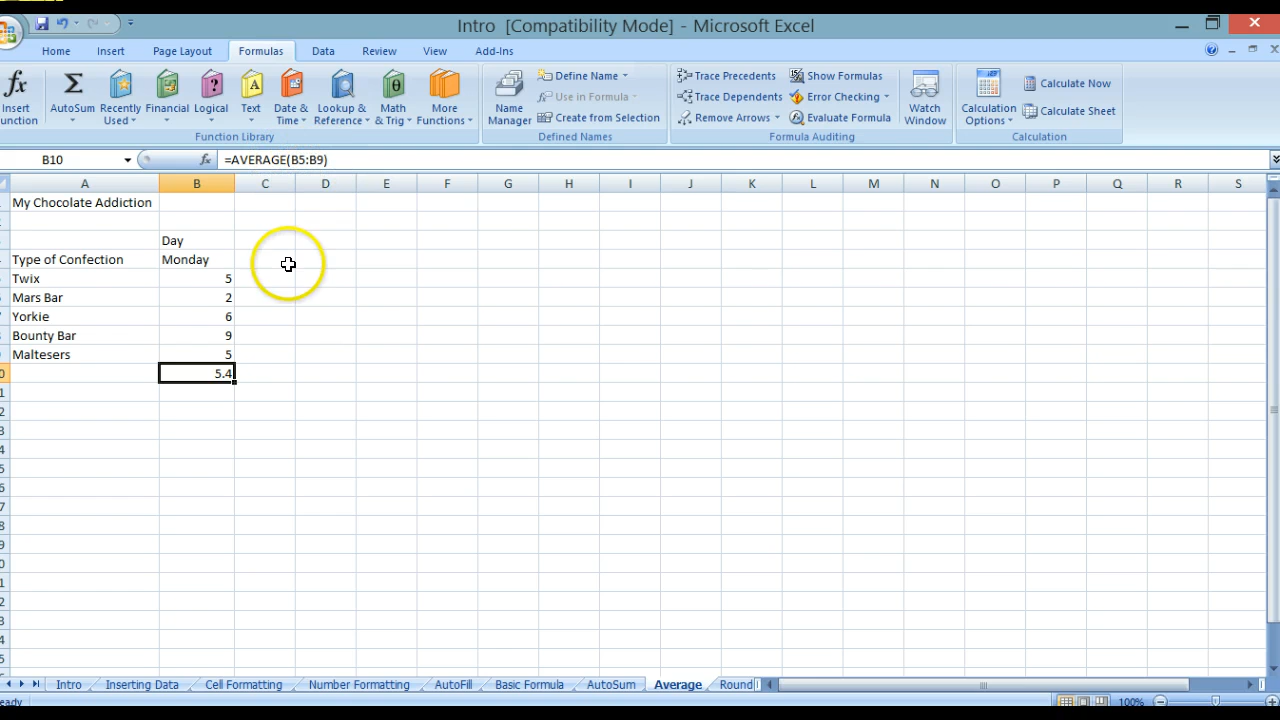 Intro [Compatibility Mode] - Microsoft Excel
Home Insert Page Layout Formulas Data Review View Add-Ins
Insert Function
AutoSum
Recently Used
Financial
Logical
Text
Date & Time
Lookup & Reference
Math & Trig
More Functions
Function Library
Name Manager
Define Name
Use in Formula
Create from Selection
Defined Names
Trace Precedents
Trace Dependents
Remove Arrows
Show Formulas
Error Checking
Evaluate Formula
Formula Auditing
Watch Window
Calculation Options
Calculate Now
Calculate Sheet
Calculation
B10 fx =AVERAGE(B5:B9)
A B C D E F G H I J K L M N O P Q R S
My Chocolate Addiction
Day
Type of Confection Monday
Twix 5
Mars Bar 2
Yorkie 6
Bounty Bar 9
Maltesers 5
5.4
Intro Inserting Data Cell Formatting Number Formatting AutoFill Basic Formula AutoSum Average Round
eady 100%